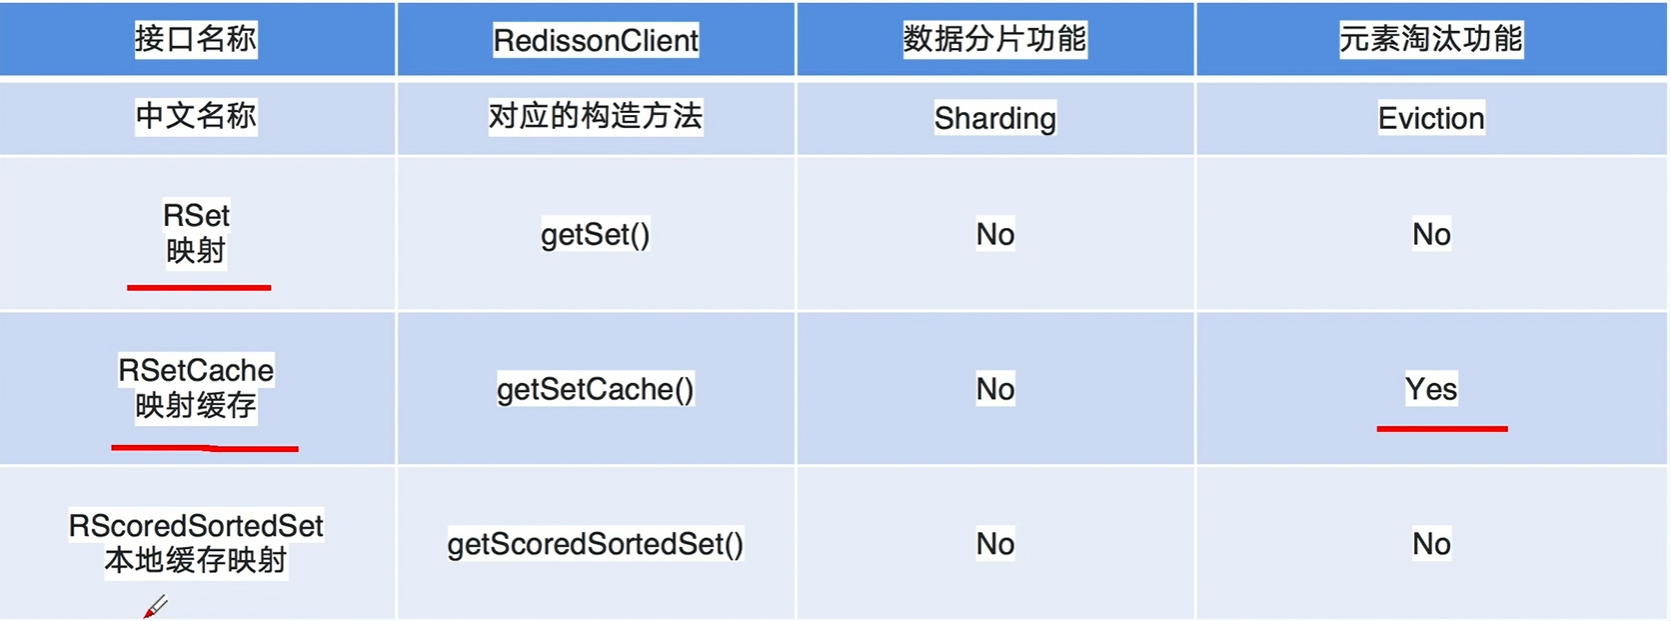 接口名称
RedissonClient
数据分片功能
元素淘汰功能
中文名称
对应的构造方法
Sharding
Eviction
RSet
映射
getSet()
No
No
RSetCache
映射缓存
getSetCache()
No
Yes
RScoredSortedSet
本地缓存映射
getScoredSortedSet()
No
No